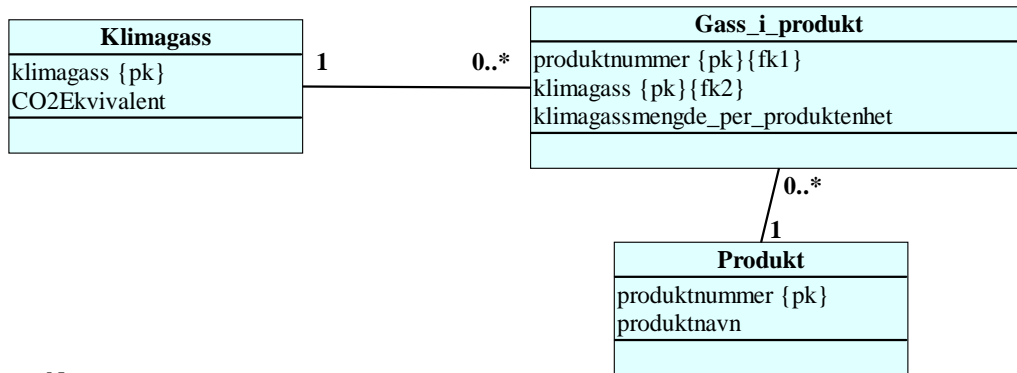 Klimagass
klimagass {pk}
CO2Ekvivalent
1
0..*
Gass_i_produkt
produktnummer {pk}{fk1}
klimagass {pk}{fk2}
klimagassmengde_per_produktenhet
0..*
1
Produkt
produktnummer {pk}
produktnavn